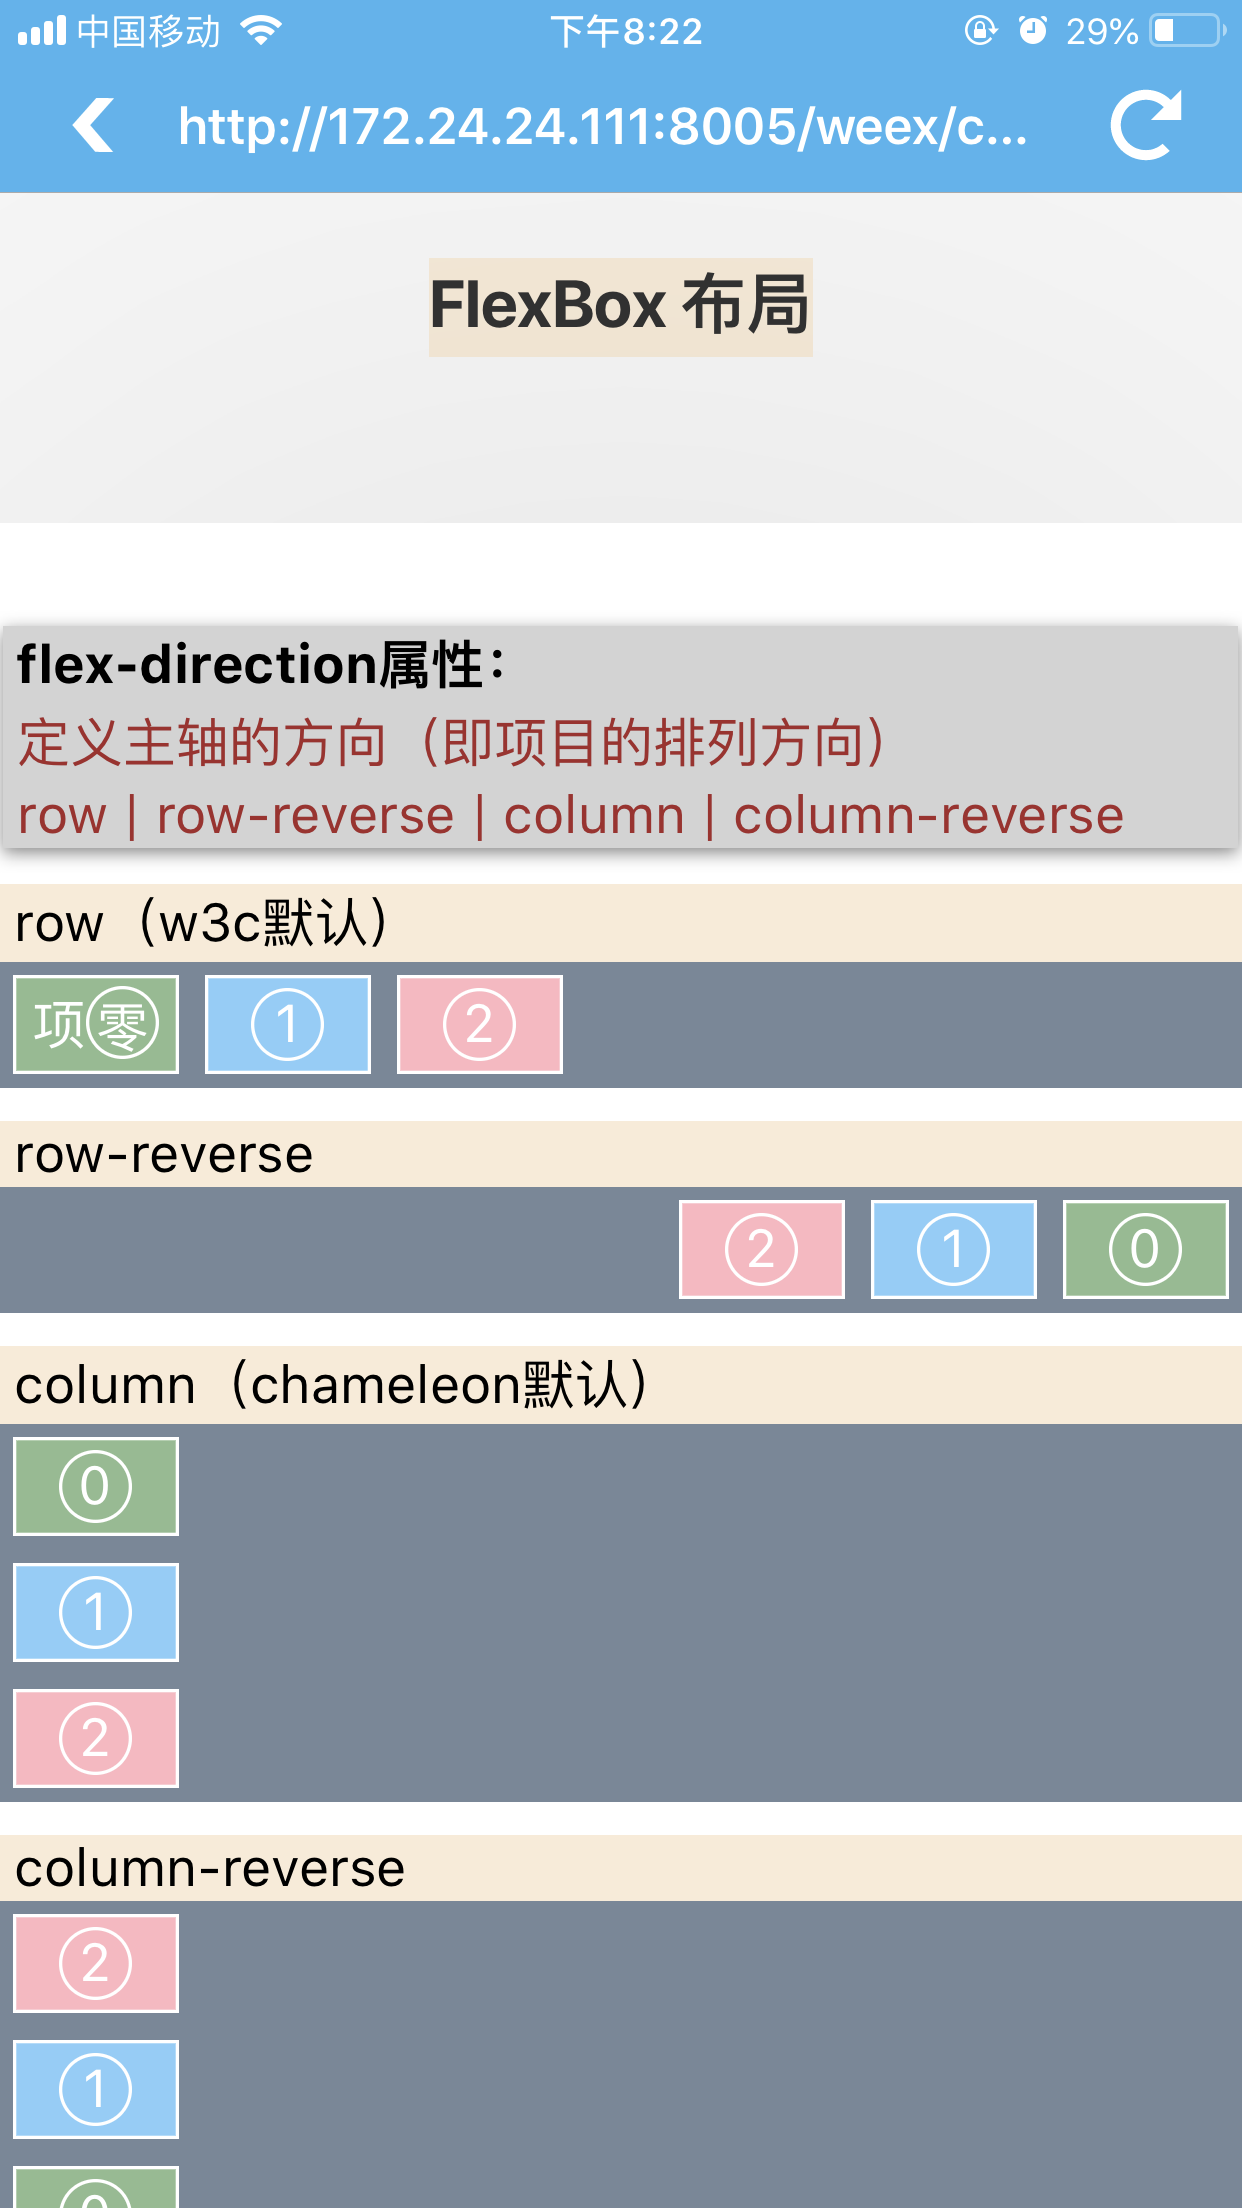 中国移动 下午8:22 29%
http://172.24.24.111:8005/weex/c...
FlexBox 布局
flex-direction属性：
定义主轴的方向（即项目的排列方向）
row | row-reverse | column | column-reverse
row（w3c默认）
项㊀ ① ②
row-reverse
② ① ⓪
column（chameleon默认）
⓪
①
②
column-reverse
②
①
⓪